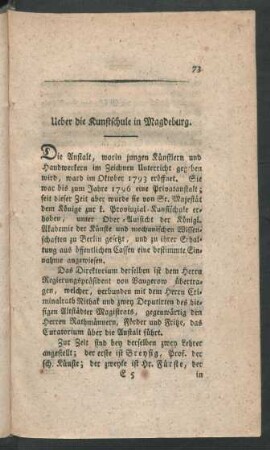 73
Ueber die Kunstschule in Magdeburg.
Die Anstalt, worin jungen Künstlern und
Handwerkern im Zeichnen Unterricht gegeben
wird, ward im Oktober 1793 eröffnet. Sie
war bis zum Jahre 1796 eine Privatanstalt;
seit dieser Zeit aber wurde sie von Sr. Majestät
dem Könige zur k. Provinzial-Kunstschule er-
hoben, unter Ober-Aufsicht der Königl.
Akademie der Künste und mechanischen Wissen-
schaften zu Berlin gesetzt, und zu ihrer Erhal-
tung aus öffentlichen Cassen eine bestimmte Ein-
nahme angewiesen.
Das Direktorium derselben ist dem Herrn
Regierungspräsident von Vangerow übertra-
gen, welcher, verbunden mit dem Herrn Cri-
minalrath Nithak und zwey Deputirten des hie-
sigen Altstädter Magistrats, gegenwärtig den
Herren Rathmännern, Föder und Fritze, das
Curatorium über die Anstalt führt.
Zur Zeit sind bey derselben zwey Lehrer
angestellt; der erste ist Breysig, Prof. der
sch. Künste; der zweyte ist Hr. Fürste, der
E 5
in